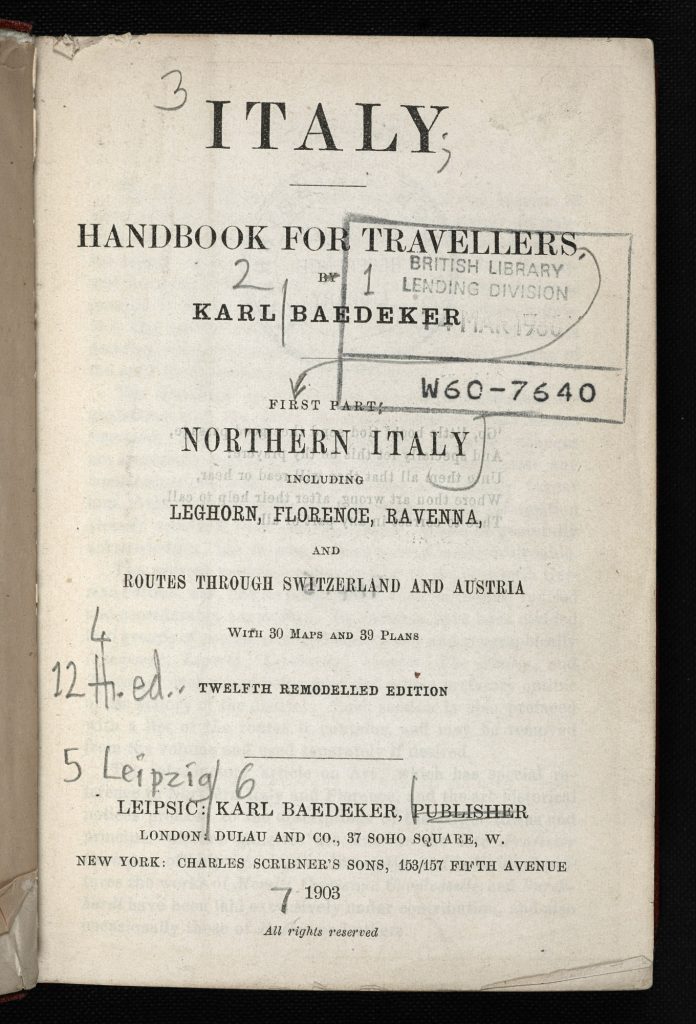 3
ITALY;
HANDBOOK FOR TRAVELLERS,
BY
2 1
KARL BAEDEKER
BRITISH LIBRARY
LENDING DIVISION
MAR
W60-7640
FIRST PART:
NORTHERN ITALY
INCLUDING
LEGHORN, FLORENCE, RAVENNA,
AND
ROUTES THROUGH SWITZERLAND AND AUSTRIA
WITH 30 MAPS AND 39 PLANS
4
12 th. ed..
TWELFTH REMODELLED EDITION
5 Leipzig 6
LEIPSIC: KARL BAEDEKER, PUBLISHER
LONDON: DULAU AND CO., 37 SOHO SQUARE, W.
NEW YORK: CHARLES SCRIBNER'S SONS, 153/157 FIFTH AVENUE
7 1903
All rights reserved